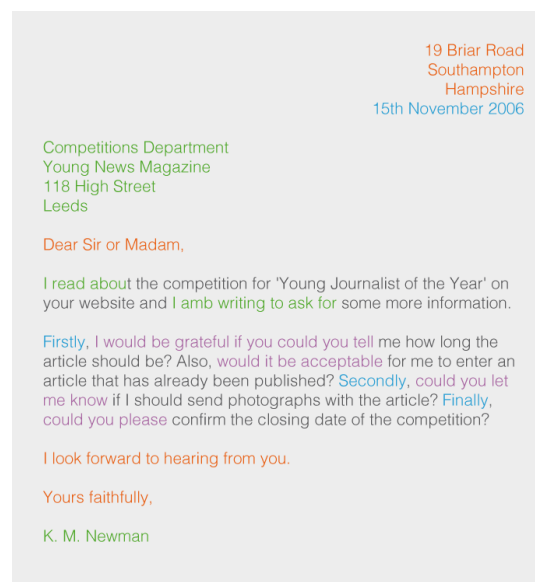 19 Briar Road
Southampton
Hampshire
15th November 2006
Competitions Department
Young News Magazine
118 High Street
Leeds
Dear Sir or Madam,
I read about the competition for 'Young Journalist of the Year' on
your website and I amb writing to ask for some more information.
Firstly, I would be grateful if you could you tell me how long the
article should be? Also, would it be acceptable for me to enter an
article that has already been published? Secondly, could you let
me know if I should send photographs with the article? Finally,
could you please confirm the closing date of the competition?
I look forward to hearing from you.
Yours faithfully,
K. M. Newman